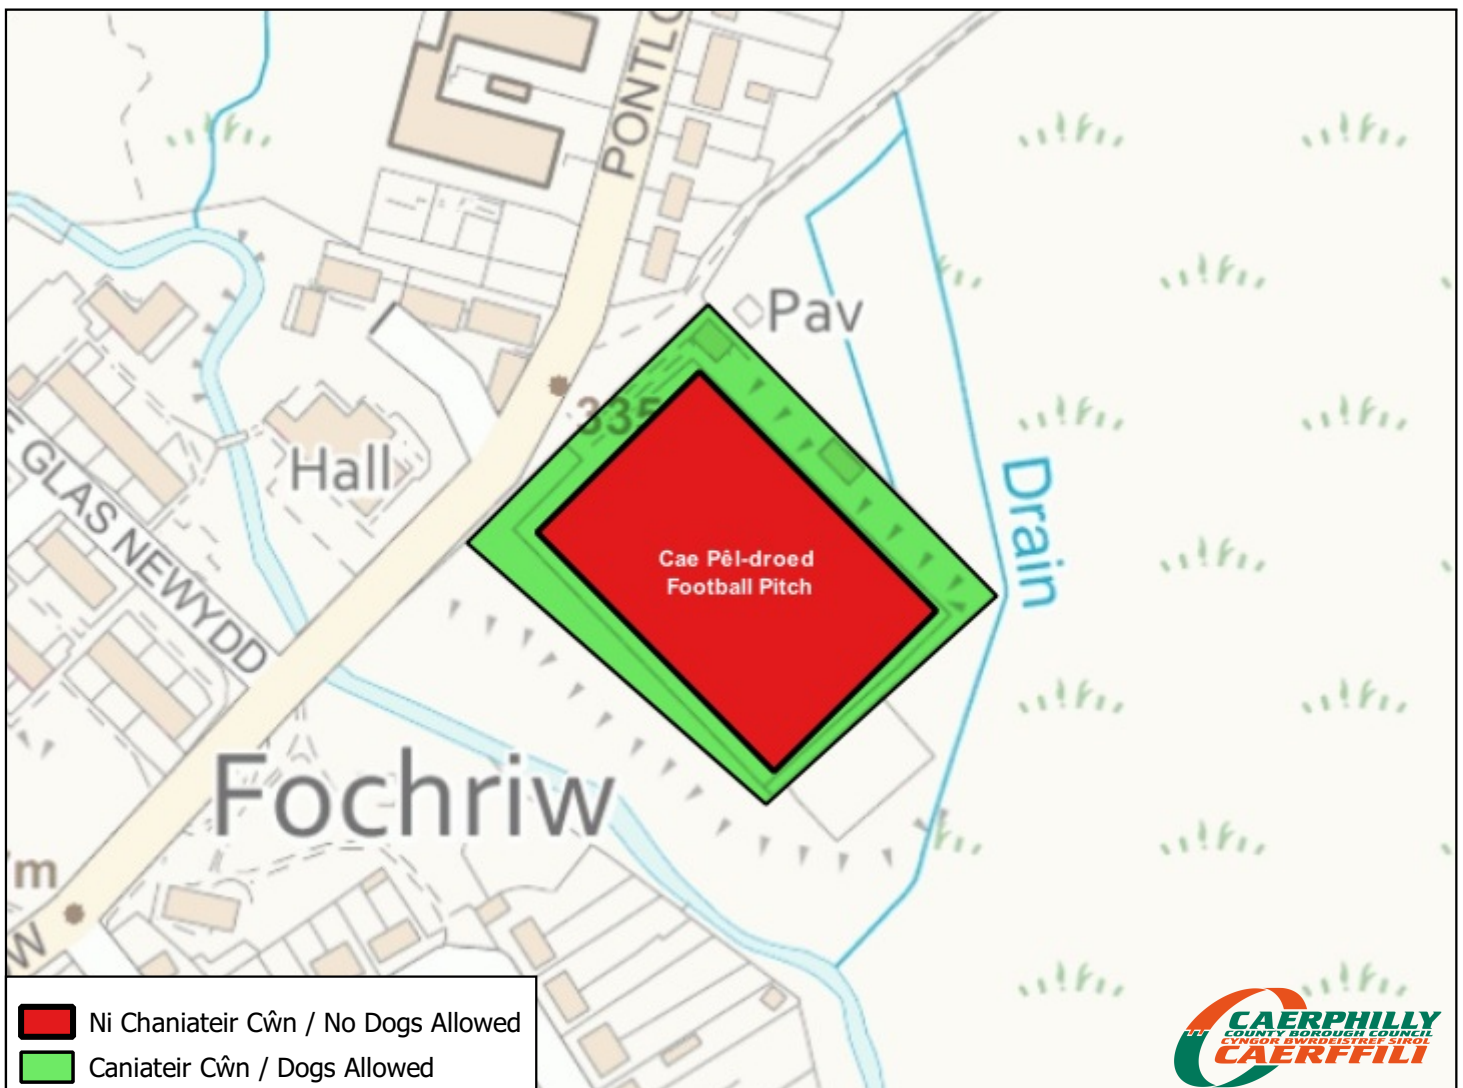 PONTLO
Pav
335
Hall
E GLAS NEWYDD
Cae Pêl-droed
Football Pitch
Drain
Fochriw
m
W
Ni Chaniateir Cŵn / No Dogs Allowed
Caniateir Cŵn / Dogs Allowed
CAERPHILLY
COUNTY BOROUGH COUNCIL
CYNGOR BWRDEISTREF SIROL
CAERFFILI